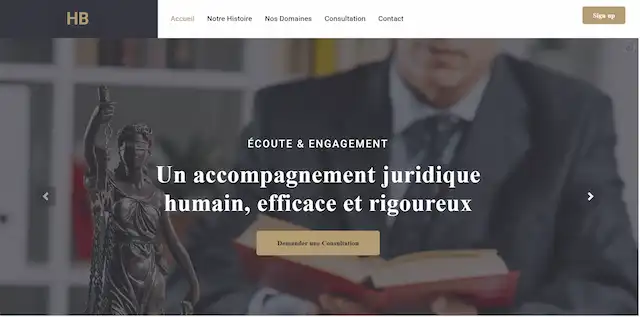 HB
Accueil Notre Histoire Nos Domaines Consultation Contact
Sign up
ÉCOUTE & ENGAGEMENT
Un accompagnement juridique
humain, efficace et rigoureux
Demander une Consultation